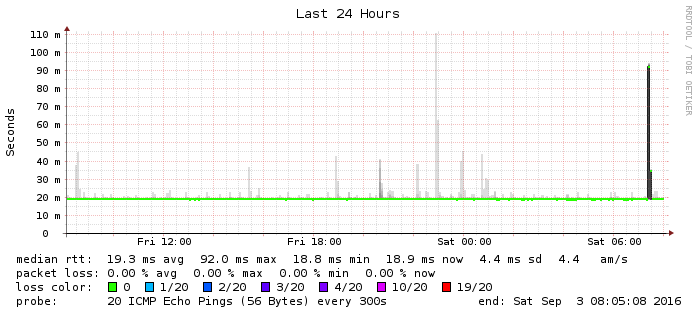 Last 24 Hours
RRDTOOL / TOBI OETIKER
Seconds
110 m
100 m
90 m
80 m
70 m
60 m
50 m
40 m
30 m
20 m
10 m
0
Fri 12:00 Fri 18:00 Sat 00:00 Sat 06:00
median rtt: 19.3 ms avg 92.0 ms max 18.8 ms min 18.9 ms now 4.4 ms sd 4.4 am/s
packet loss: 0.00 % avg 0.00 % max 0.00 % min 0.00 % now
loss color: 0 1/20 2/20 3/20 4/20 10/20 19/20
probe: 20 ICMP Echo Pings (56 Bytes) every 300s end: Sat Sep 3 08:05:08 2016